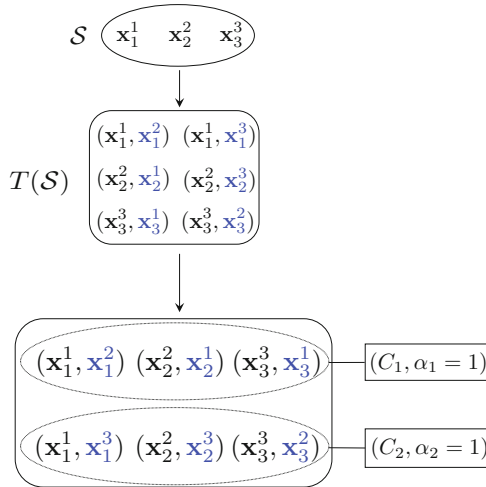 𝒮 𝐱₁¹ 𝐱₂² 𝐱₃³
(𝐱₁¹, 𝐱₁²) (𝐱₁¹, 𝐱₁³)
T(𝒮) (𝐱₂², 𝐱₂¹) (𝐱₂², 𝐱₂³)
(𝐱₃³, 𝐱₃¹) (𝐱₃³, 𝐱₃²)
(𝐱₁¹, 𝐱₁²) (𝐱₂², 𝐱₂¹) (𝐱₃³, 𝐱₃¹) (C₁, α₁ = 1)
(𝐱₁¹, 𝐱₁³) (𝐱₂², 𝐱₂³) (𝐱₃³, 𝐱₃²) (C₂, α₂ = 1)